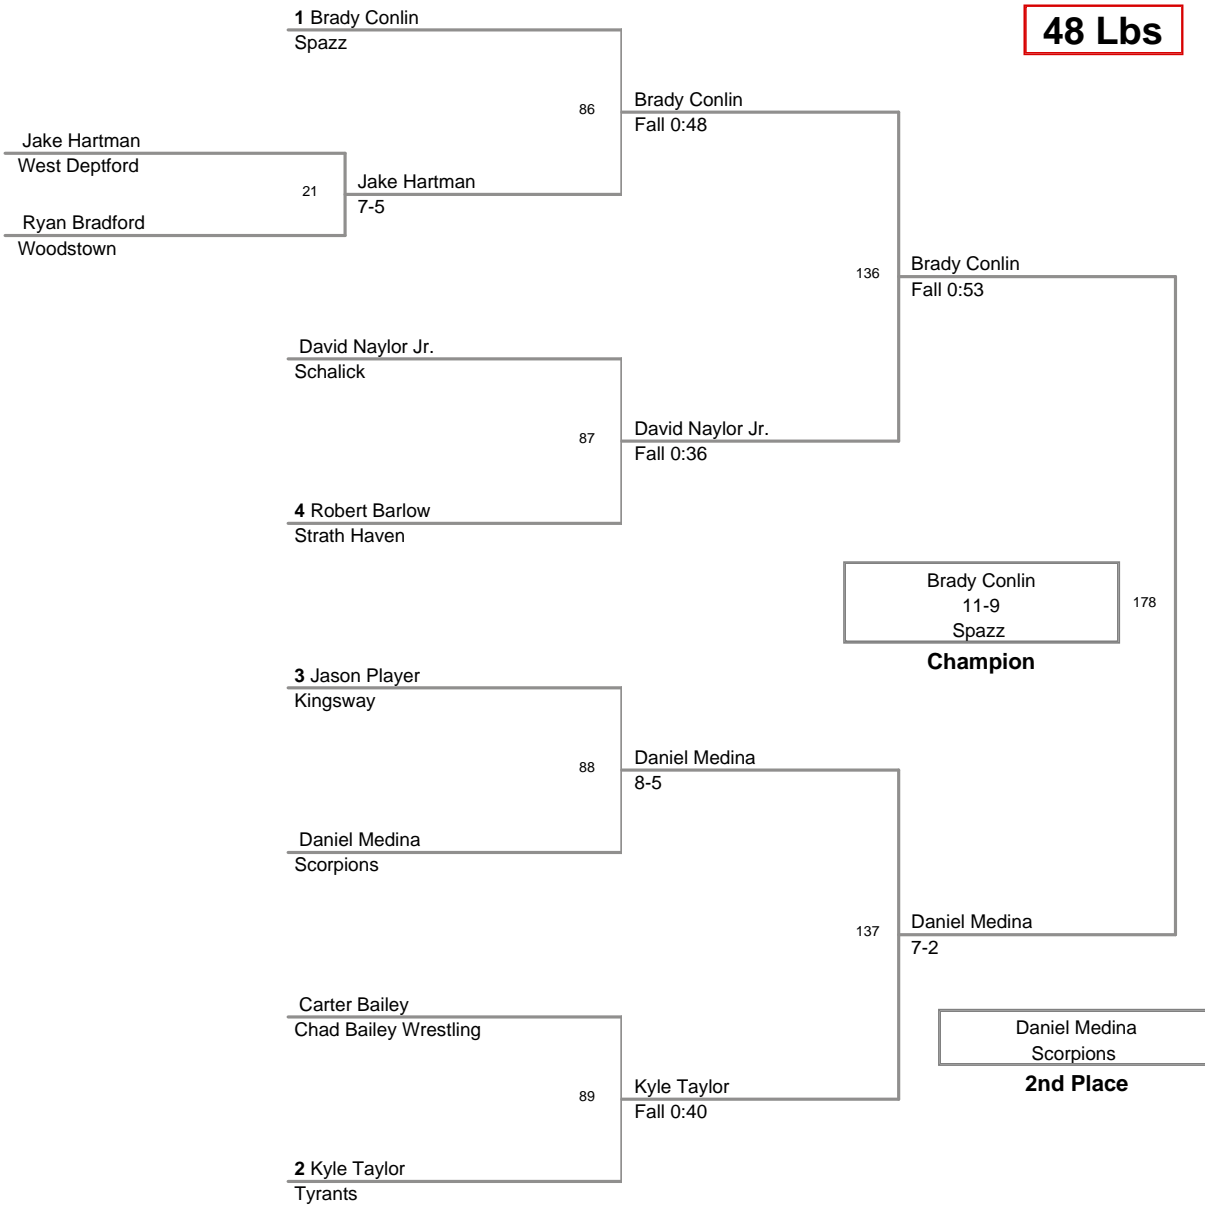 1 Brady Conlin
Spazz
48 Lbs
86
Brady Conlin
Fall 0:48
Jake Hartman
West Deptford
21
Jake Hartman
7-5
Ryan Bradford
Woodstown
136
Brady Conlin
Fall 0:53
David Naylor Jr.
Schalick
87
David Naylor Jr.
Fall 0:36
4 Robert Barlow
Strath Haven
Brady Conlin
11-9
Spazz
Champion
178
3 Jason Player
Kingsway
88
Daniel Medina
8-5
Daniel Medina
Scorpions
137
Daniel Medina
7-2
Carter Bailey
Chad Bailey Wrestling
Daniel Medina
Scorpions
2nd Place
89
Kyle Taylor
Fall 0:40
2 Kyle Taylor
Tyrants